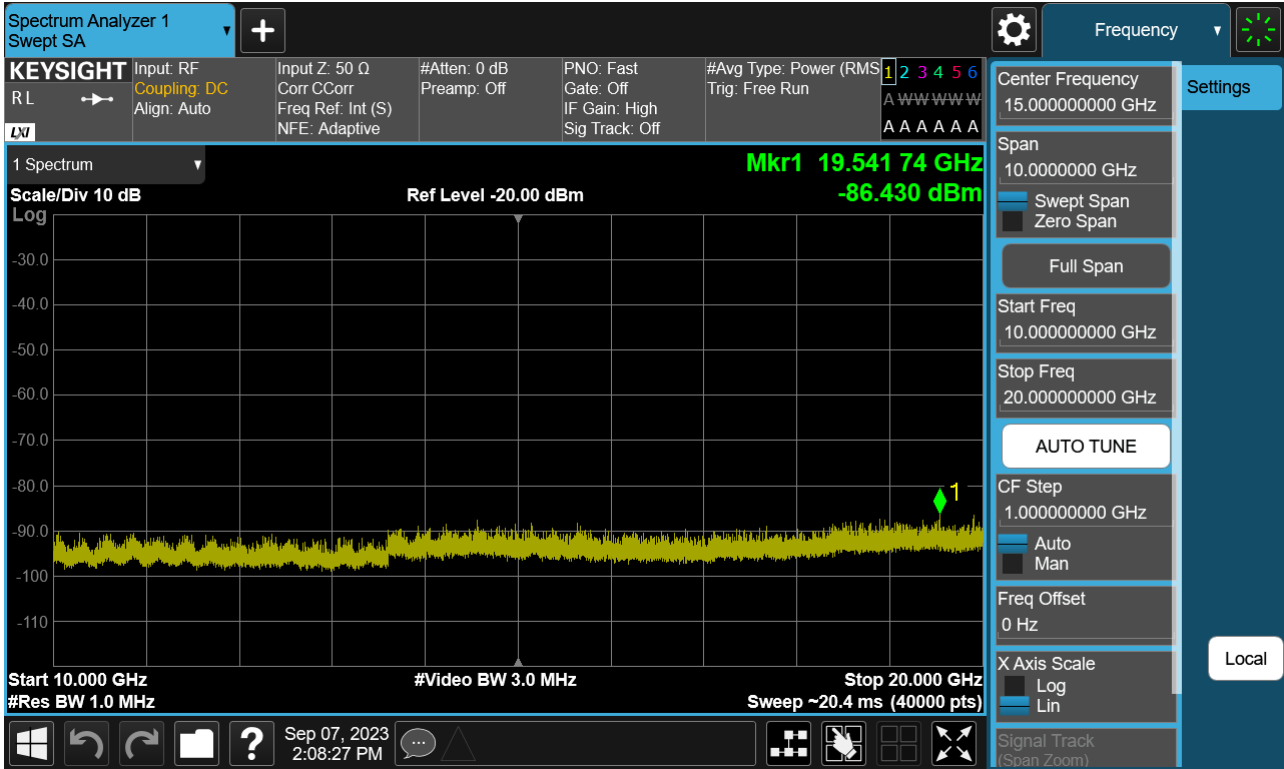 Spectrum Analyzer 1
Swept SA
Frequency
KEYSIGHT
R L
LXI
Input: RF
Coupling: DC
Align: Auto
Input Z: 50 Ω
Corr CCorr
Freq Ref: Int (S)
NFE: Adaptive
#Atten: 0 dB
Preamp: Off
PNO: Fast
Gate: Off
IF Gain: High
Sig Track: Off
#Avg Type: Power (RMS
Trig: Free Run
1 2 3 4 5 6
A W W W W W
A A A A A A
1 Spectrum
Mkr1 19.541 74 GHz
Scale/Div 10 dB
Ref Level -20.00 dBm
-86.430 dBm
Log
-30.0
-40.0
-50.0
-60.0
-70.0
-80.0
-90.0
-100
-110
1
Start 10.000 GHz
#Video BW 3.0 MHz
Stop 20.000 GHz
#Res BW 1.0 MHz
Sweep ~20.4 ms (40000 pts)
?
Sep 07, 2023
2:08:27 PM
Center Frequency
15.000000000 GHz
Settings
Span
10.0000000 GHz
Swept Span
Zero Span
Full Span
Start Freq
10.000000000 GHz
Stop Freq
20.000000000 GHz
AUTO TUNE
CF Step
1.000000000 GHz
Auto
Man
Freq Offset
0 Hz
X Axis Scale
Log
Lin
Signal Track
(Span Zoom)
Local